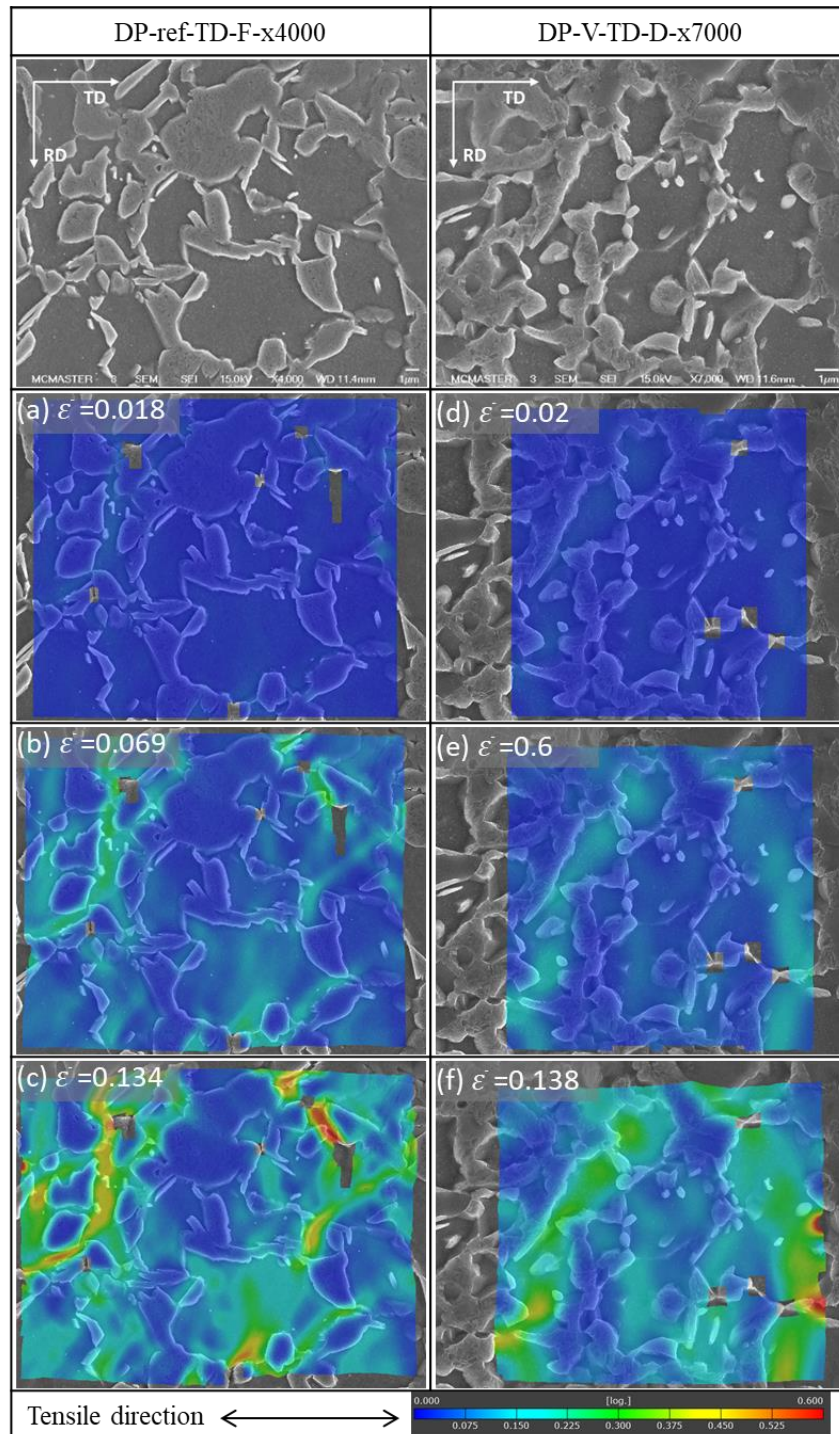 DP-ref-TD-F-x4000
DP-V-TD-D-x7000
TD
RD
MCMASTER 3 SEM SEI 15.0kV X4,000 WD 11.4mm 1µm
TD
RD
MCMASTER 3 SEM SEI 15.0kV X7,000 WD 11.6mm 1µm
(a) ε̄=0.018
(d) ε̄=0.02
(b) ε̄=0.069
(e) ε̄=0.6
(c) ε̄=0.134
(f) ε̄=0.138
Tensile direction
0.000 [log.] 0.600
0.075 0.150 0.225 0.300 0.375 0.450 0.525